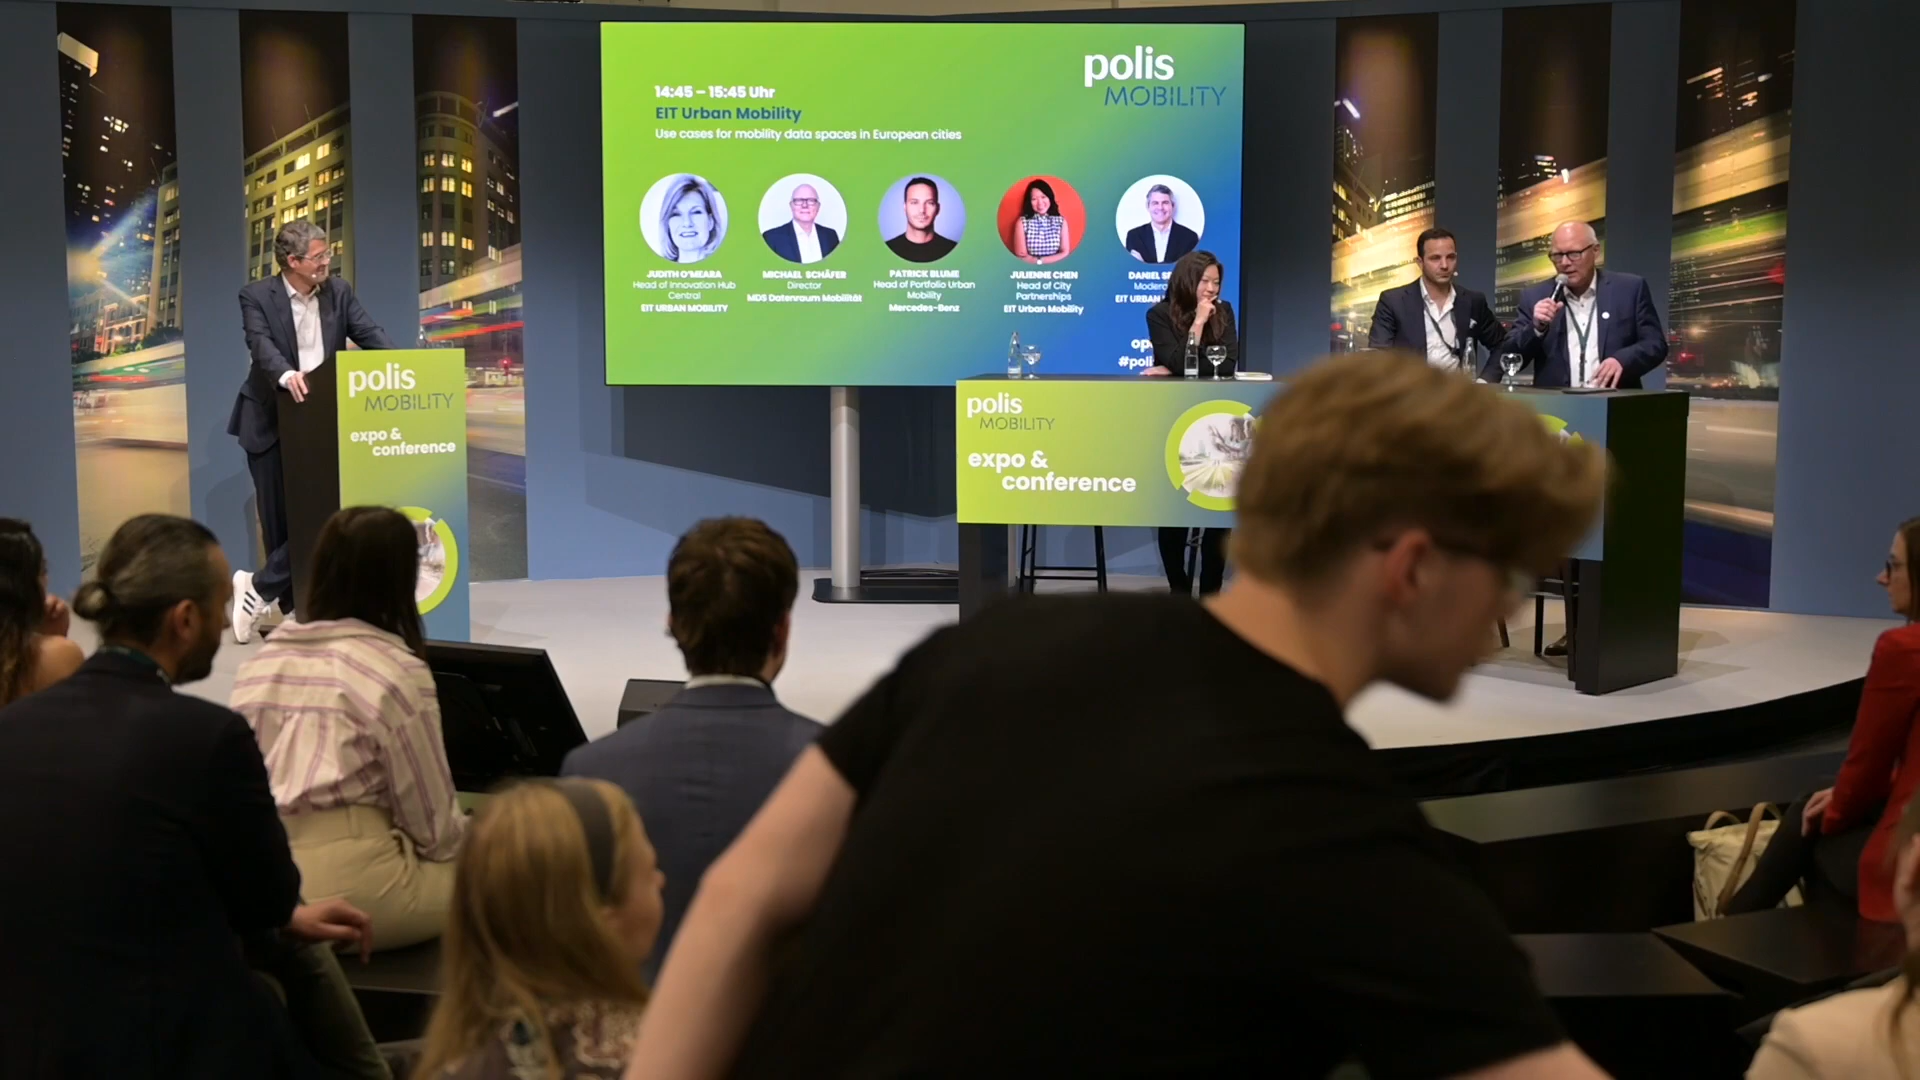 polis
MOBILITY
14:45 – 15:45 Uhr
EIT Urban Mobility
Use cases for mobility data spaces in European cities
JUDITH O'MEARA
Head of Innovation Hub
Central
EIT URBAN MOBILITY
MICHAEL SCHÄFER
Director
MDS Datenraum Mobilität
PATRICK BLUME
Head of Portfolio Urban
Mobility
Mercedes-Benz
JULIENNE CHEN
Head of City
Partnerships
EIT Urban Mobility
DANIEL
EIT URBAN
polis
MOBILITY
expo &
conference
polis
MOBILITY
expo &
conference